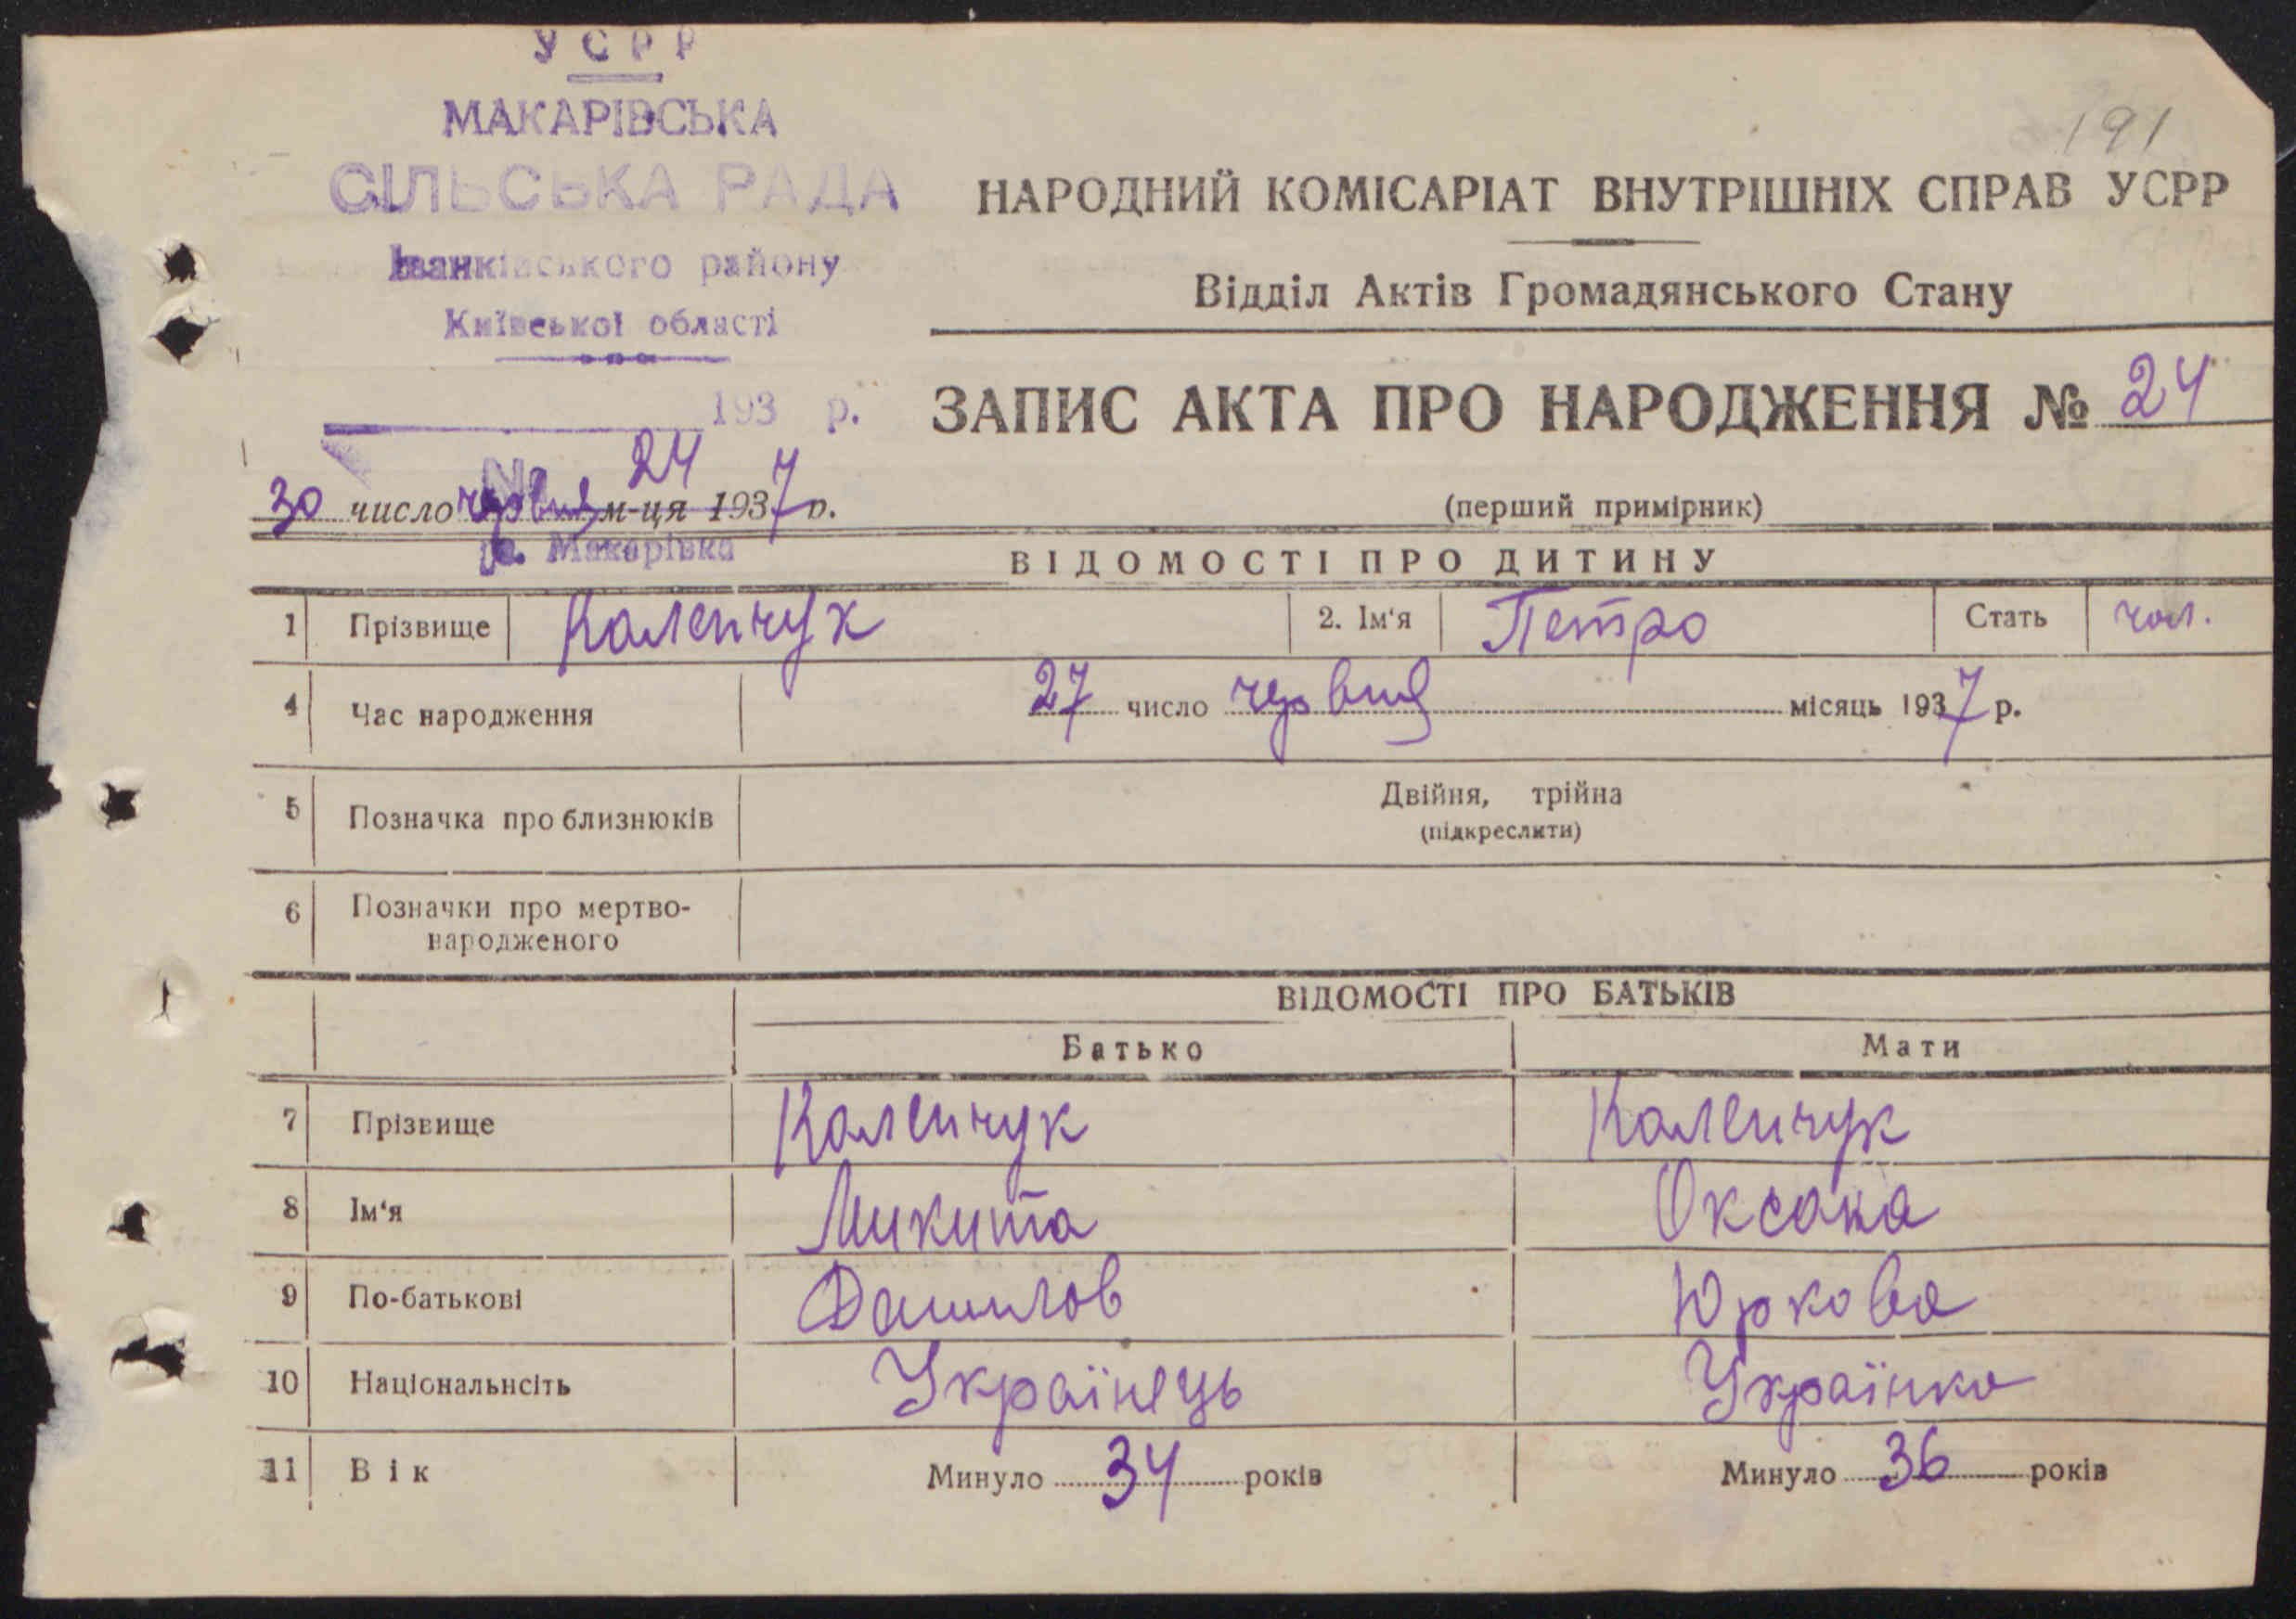 УСРР
МАКАРІВСЬКА
СІЛЬСЬКА РАДА
Іванківського району
Київської області
193 р.
№ 24
с. Макарівка
191
НАРОДНИЙ КОМІСАРІАТ ВНУТРІШНІХ СПРАВ УСРР
Відділ Актів Громадянського Стану
ЗАПИС АКТА ПРО НАРОДЖЕННЯ № 24
30 число червня м-ця 1937 р.
(перший примірник)
ВІДОМОСТІ ПРО ДИТИНУ
1 Прізвище Каленчук 2. Ім'я Петро Стать чол.
4 Час народження 27 число червня місяць 1937 р.
5 Позначка про близнюків Двійня, трійна
(підкреслити)
6 Позначки про мертво-
народженого
ВІДОМОСТІ ПРО БАТЬКІВ
Батько Мати
7 Прізвище Каленчук Каленчук
8 Ім'я Микита Оксана
9 По-батькові Данилов Юркова
10 Національнсіть Українець Українка
11 Вік Минуло 34 років Минуло 36 років